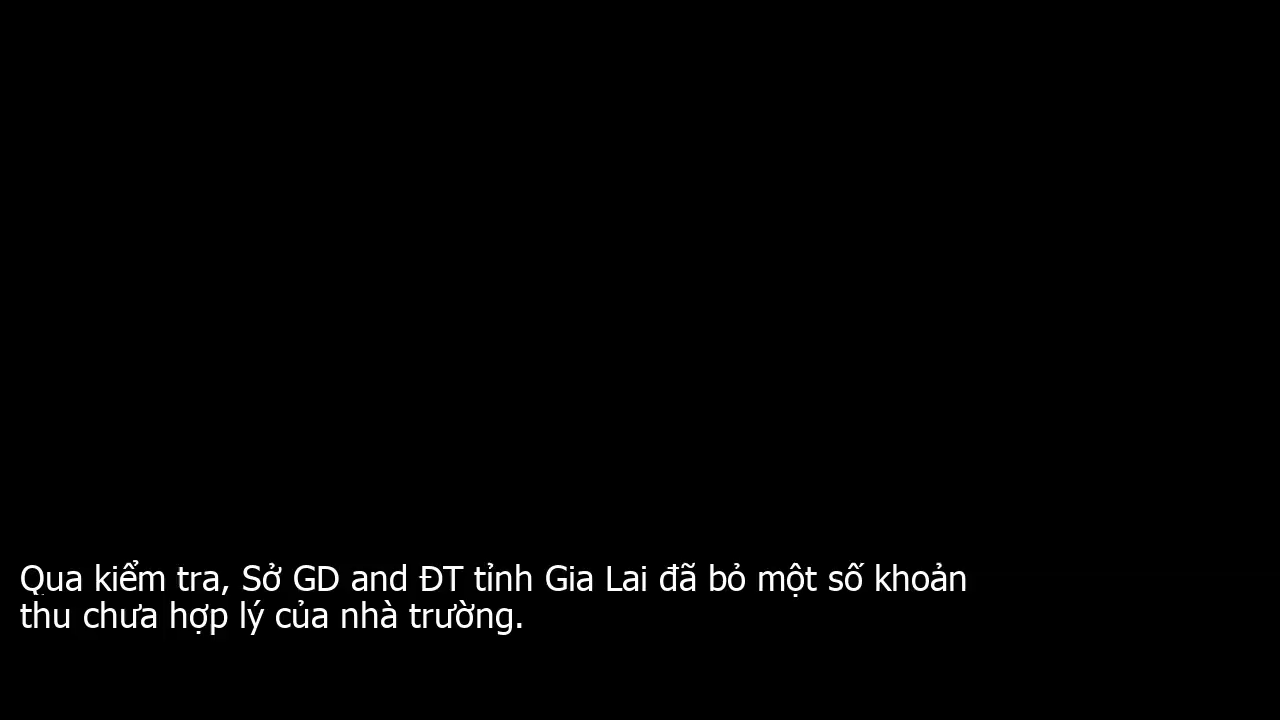 Qua kiểm tra, Sở GD and ĐT tỉnh Gia Lai đã bỏ một số khoản
thu chưa hợp lý của nhà trường.